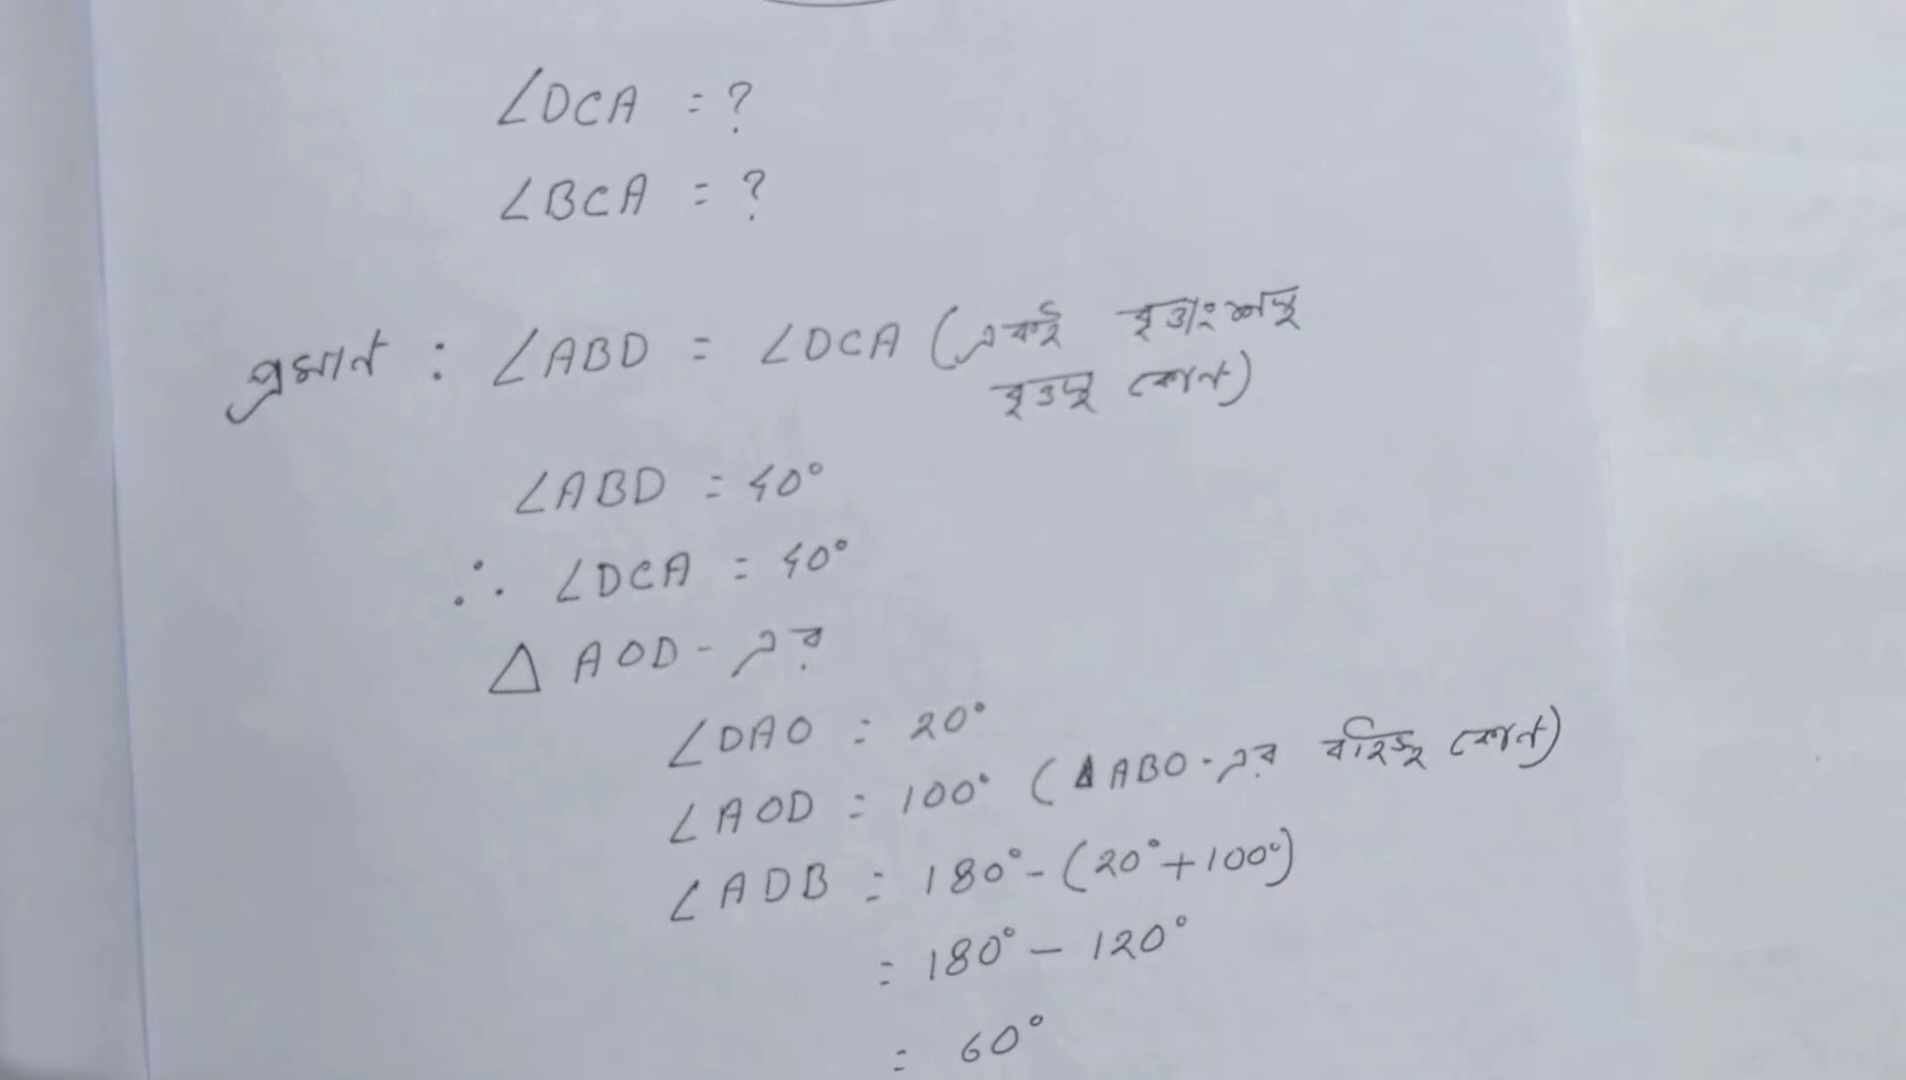 ∠DCA = ?
∠BCA = ?
প্রমান : ∠ABD = ∠DCA (একই বৃত্তাংশস্থ
বৃত্তস্থ কোন)
∠ABD = 40°
∴ ∠DCA = 40°
△ AOD-এর
∠DAO = 20°
∠AOD = 100° (△ABO-এর বহিঃস্থ কোন)
∠ADB = 180° - (20° + 100°)
= 180° - 120°
= 60°